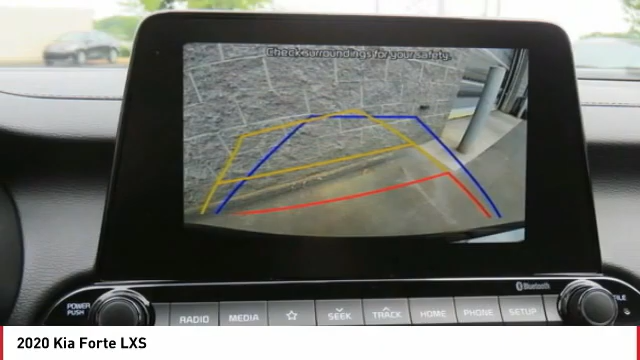 Check surroundings for your safety.
Bluetooth
POWER
PUSH
RADIO
MEDIA
SEEK
TRACK
HOME
PHONE
SETUP
2020 Kia Forte LXS